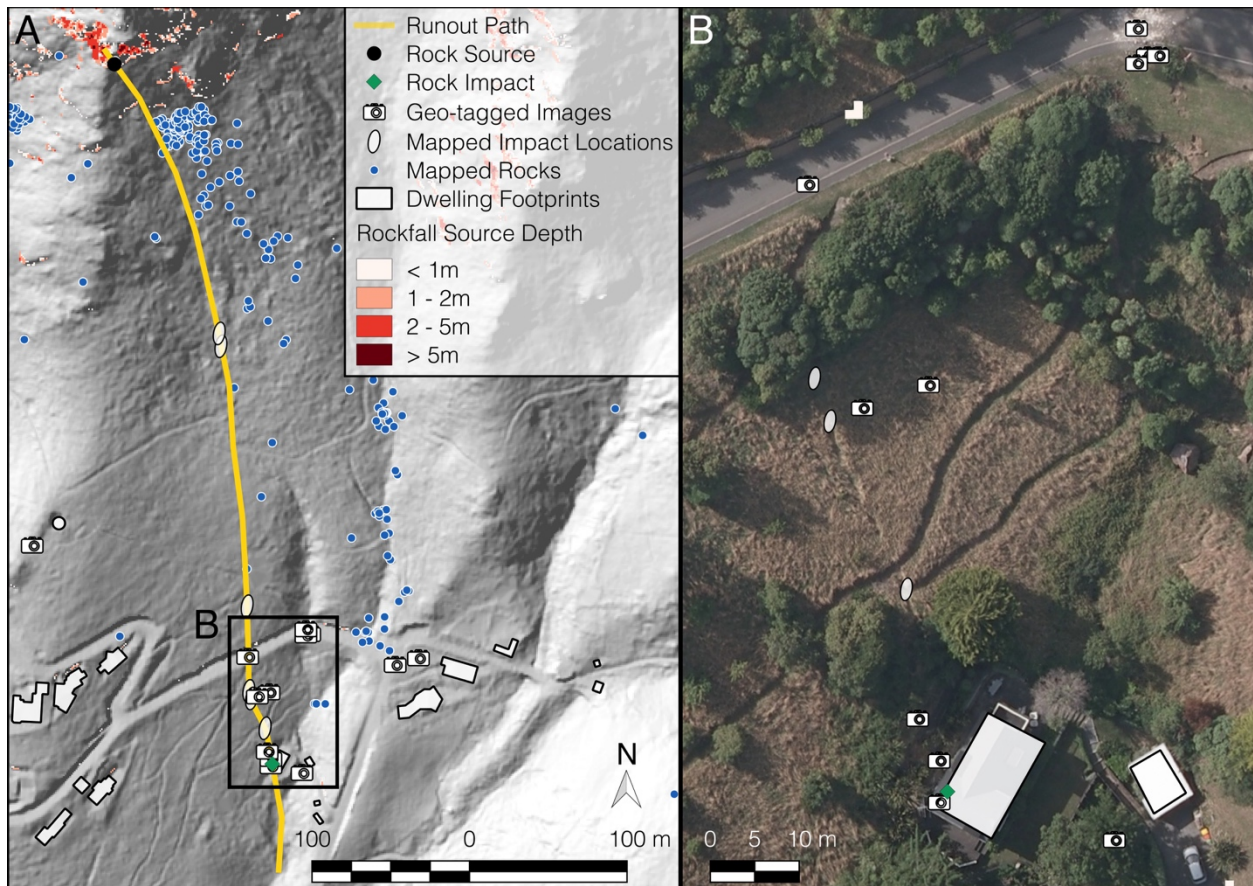 A
Runout Path
Rock Source
Rock Impact
Geo-tagged Images
Mapped Impact Locations
Mapped Rocks
Dwelling Footprints
Rockfall Source Depth
< 1m
1 - 2m
2 - 5m
> 5m
B
N
100 0 100 m
B
0 5 10 m